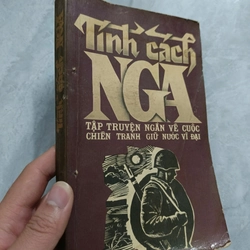 Tính cách
NGA
TẬP TRUYỆN NGẮN VỀ CUỘC
CHIẾN TRANH GIỮ NƯỚC VĨ ĐẠI